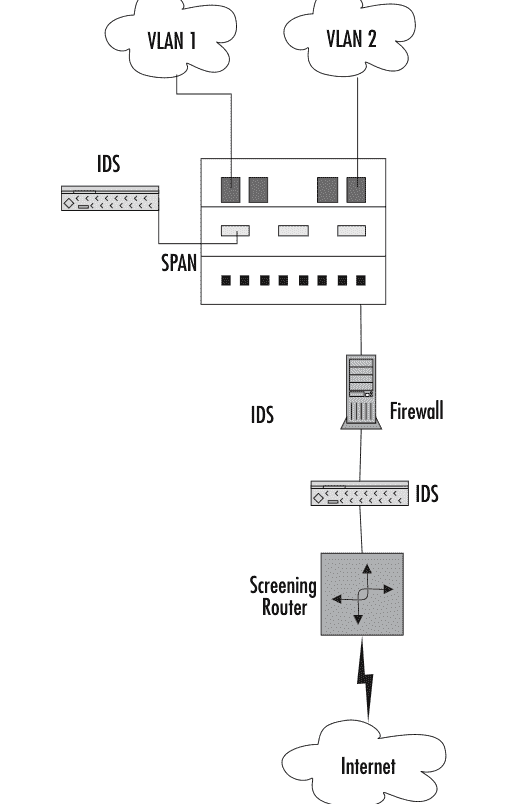 VLAN 1
VLAN 2
IDS
SPAN
IDS
Firewall
IDS
Screening
Router
Internet